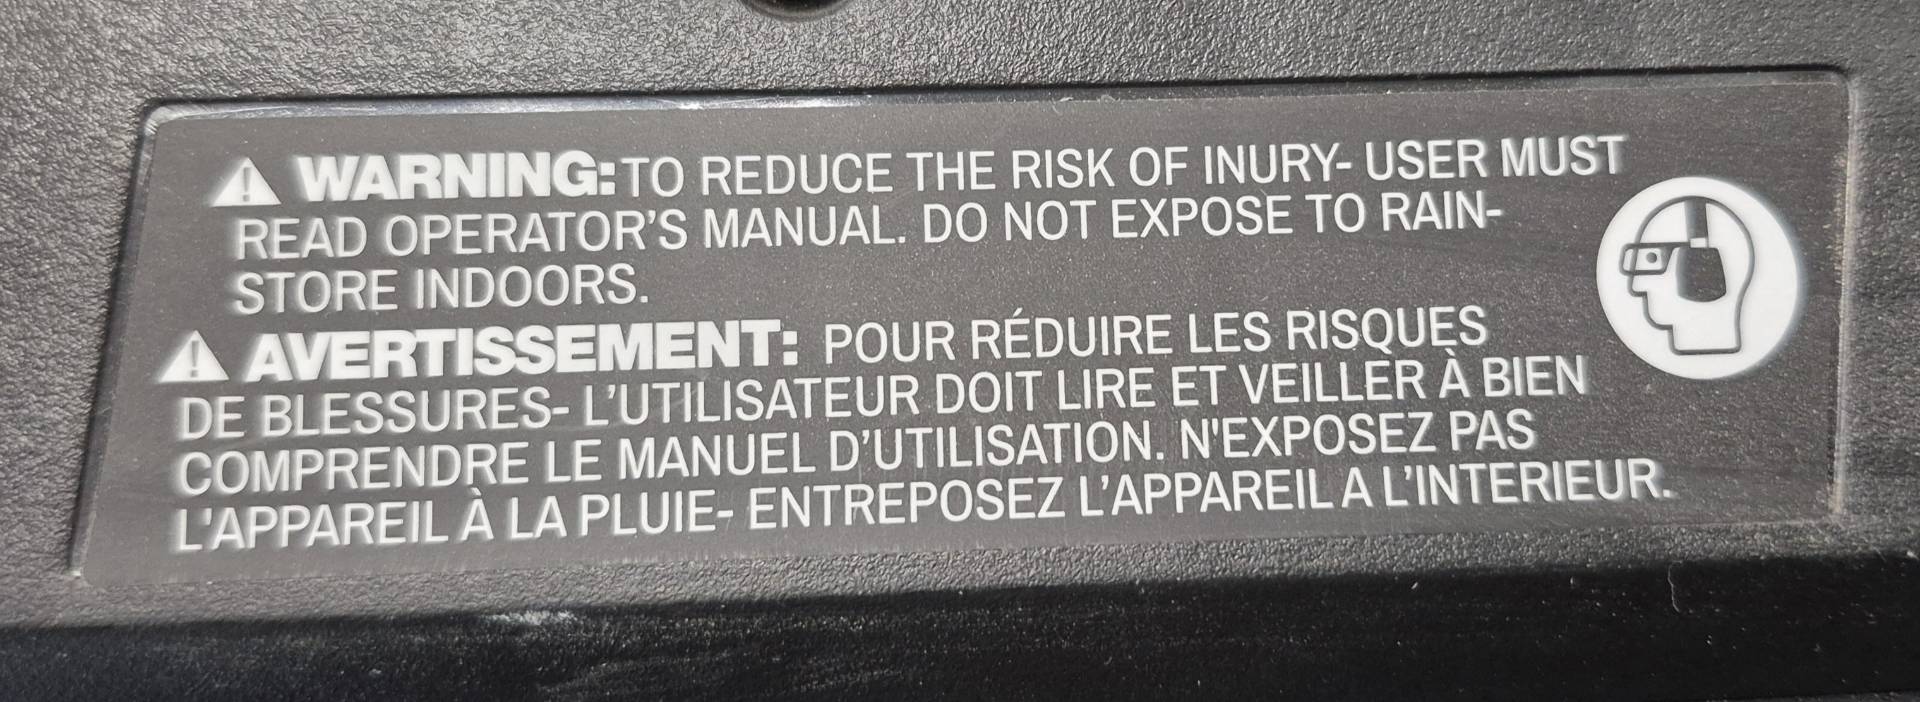 ⚠ WARNING: TO REDUCE THE RISK OF INURY- USER MUST
READ OPERATOR'S MANUAL. DO NOT EXPOSE TO RAIN-
STORE INDOORS.
⚠ AVERTISSEMENT: POUR RÉDUIRE LES RISQUES
DE BLESSURES- L'UTILISATEUR DOIT LIRE ET VEILLER À BIEN
COMPRENDRE LE MANUEL D'UTILISATION. N'EXPOSEZ PAS
L'APPAREIL À LA PLUIE- ENTREPOSEZ L'APPAREIL A L'INTERIEUR.